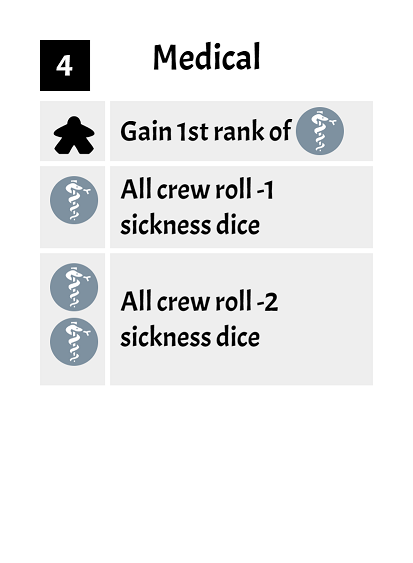 4
Medical
Gain 1st rank of
All crew roll -1
sickness dice
All crew roll -2
sickness dice